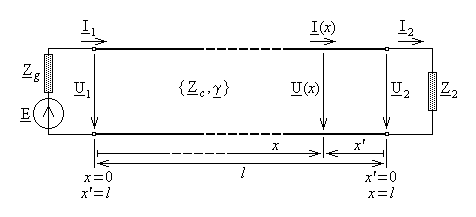 I1 I(x) I2
Zg U1 {Zc, γ} U(x) U2 Z2
E
x x'
x=0 l x'=0
x'=l x=l